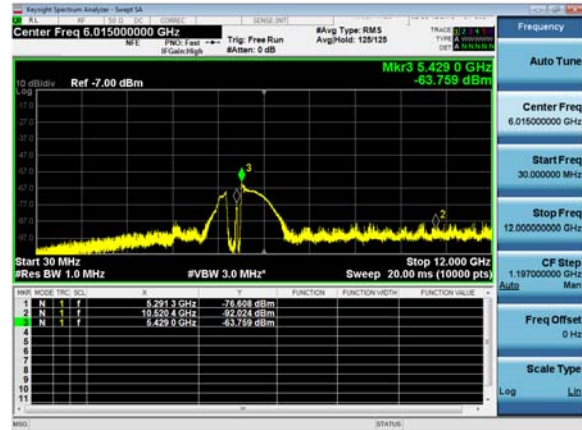 Keysight Spectrum Analyzer - Swept SA
RL RF 50 Ω DC CORREC SENSE:INT
Center Freq 6.015000000 GHz
NFE PNO: Fast Trig: Free Run
IFGain:High #Atten: 0 dB
#Avg Type: RMS
Avg|Hold: 125/125
TRACE 1 2 3 4 5 6
TYPE
DET A N N N N N
Mkr3 5.429 0 GHz
-63.759 dBm
10 dB/div Ref -7.00 dBm
Log
-17.0
-27.0
-37.0
-47.0
-57.0
-67.0
-77.0
-87.0
-97.0
3
2
Start 30 MHz
#Res BW 1.0 MHz
#VBW 3.0 MHz*
Stop 12.000 GHz
Sweep 20.00 ms (10000 pts)
MKR MODE TRC SCL X Y FUNCTION FUNCTION WIDTH FUNCTION VALUE
1 N 1 f 5.291 3 GHz -76.608 dBm
2 N 1 f 10.520 4 GHz -92.024 dBm
3 N 1 f 5.429 0 GHz -63.759 dBm
4
5
6
7
8
9
10
11
MSG STATUS
Frequency
Auto Tune
Center Freq
6.015000000 GHz
Start Freq
30.000000 MHz
Stop Freq
12.000000000 GHz
CF Step
1.197000000 GHz
Auto Man
Freq Offset
0 Hz
Scale Type
Log Lin